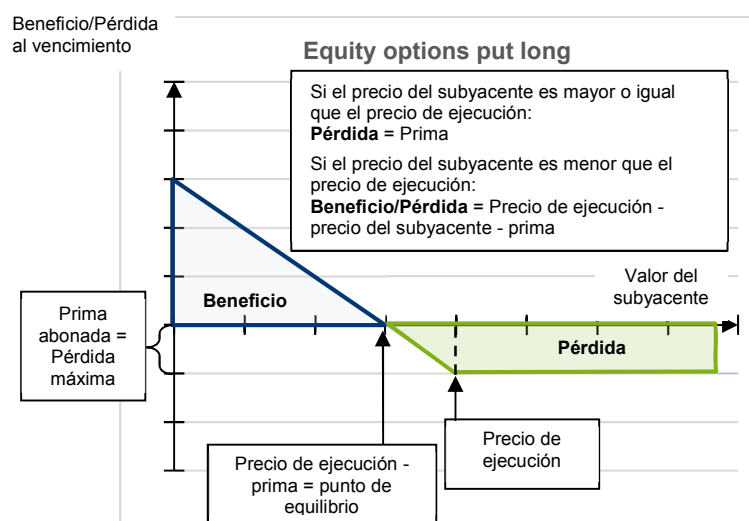 Beneficio/Pérdida
al vencimiento
Equity options put long
Si el precio del subyacente es mayor o igual
que el precio de ejecución:
Pérdida = Prima
Si el precio del subyacente es menor que el
precio de ejecución:
Beneficio/Pérdida = Precio de ejecución -
precio del subyacente - prima
Valor del
subyacente
Beneficio
Prima
abonada =
Pérdida
máxima
Pérdida
Precio de ejecución -
prima = punto de
equilibrio
Precio de
ejecución